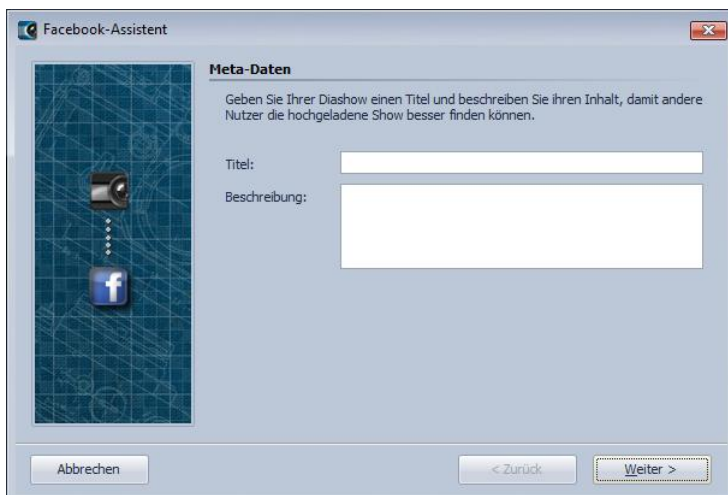 Facebook-Assistent
Meta-Daten
Geben Sie Ihrer Diashow einen Titel und beschreiben Sie ihren Inhalt, damit andere
Nutzer die hochgeladene Show besser finden können.
Titel:
Beschreibung:
f
Abbrechen
< Zurück
Weiter >